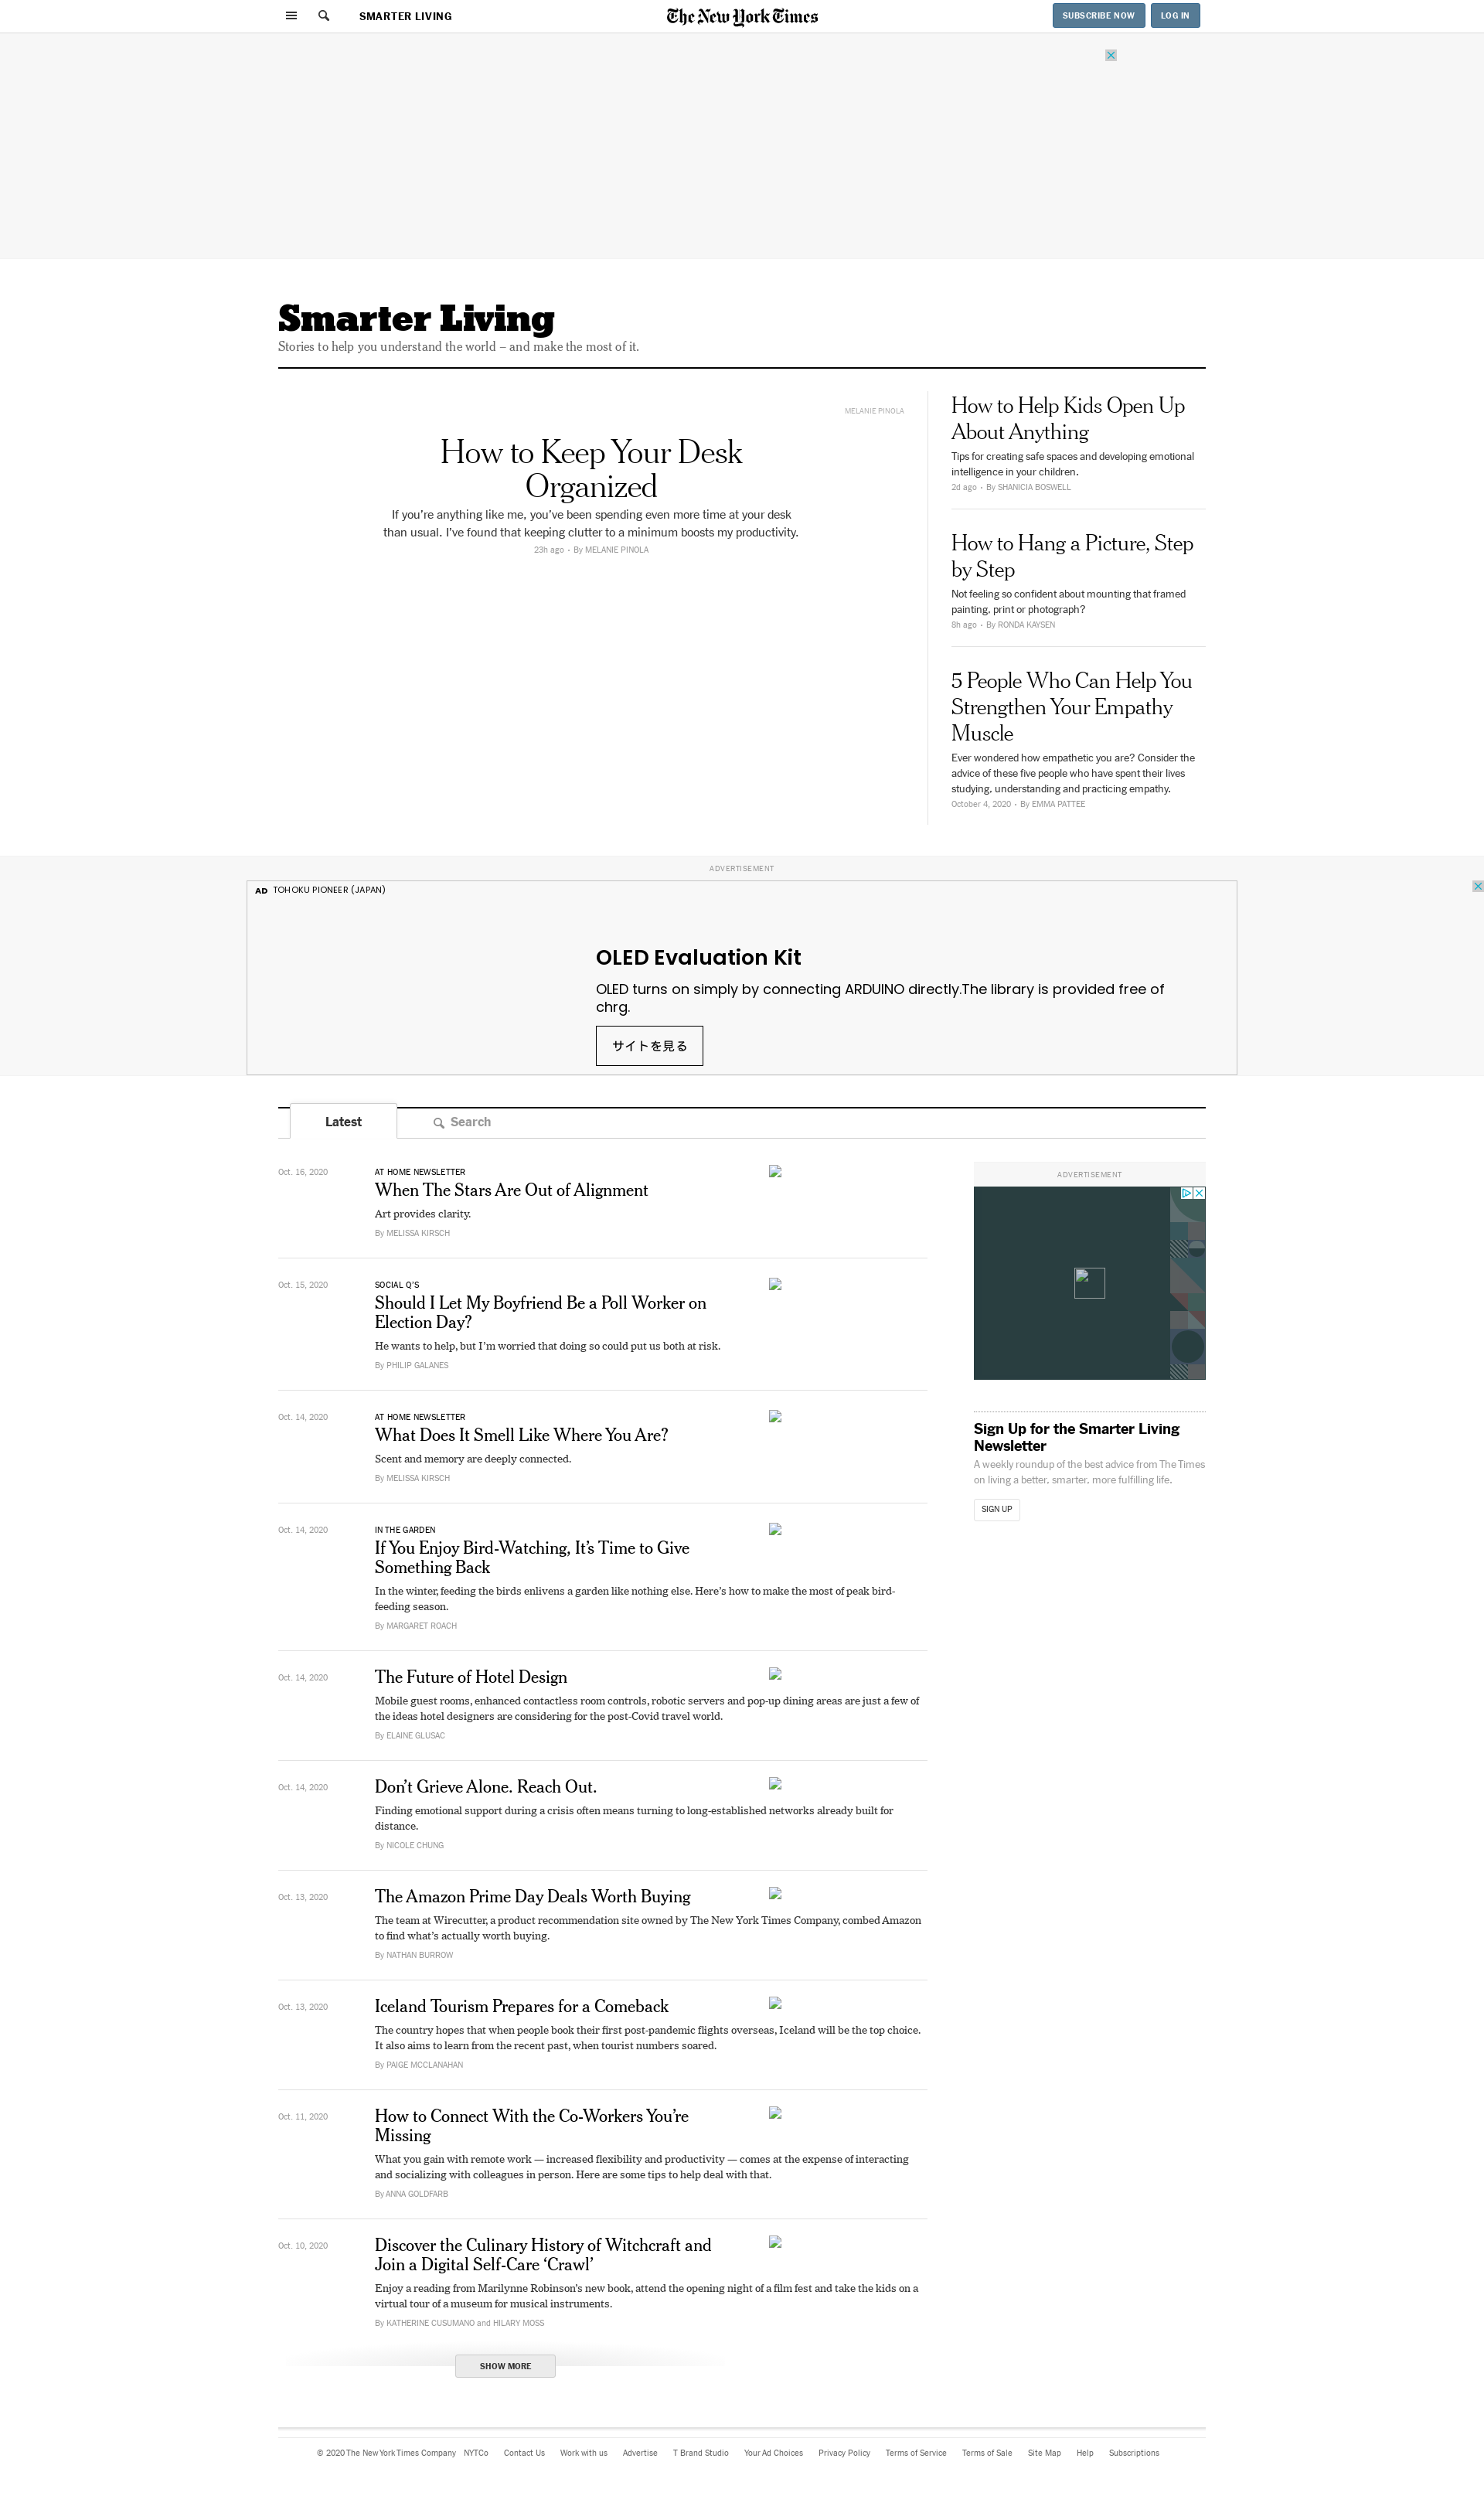 SMARTER LIVING
The New York Times
SUBSCRIBE NOW
LOG IN
Smarter Living
Stories to help you understand the world – and make the most of it.
MELANIE PINOLA
How to Keep Your Desk
Organized
If you’re anything like me, you’ve been spending even more time at your desk
than usual. I’ve found that keeping clutter to a minimum boosts my productivity.
23h ago • By MELANIE PINOLA
How to Help Kids Open Up
About Anything
Tips for creating safe spaces and developing emotional
intelligence in your children.
2d ago • By SHANICIA BOSWELL
How to Hang a Picture, Step
by Step
Not feeling so confident about mounting that framed
painting, print or photograph?
8h ago • By RONDA KAYSEN
5 People Who Can Help You
Strengthen Your Empathy
Muscle
Ever wondered how empathetic you are? Consider the
advice of these five people who have spent their lives
studying, understanding and practicing empathy.
October 4, 2020 • By EMMA PATTEE
ADVERTISEMENT
AD TOHOKU PIONEER (JAPAN)
OLED Evaluation Kit
OLED turns on simply by connecting ARDUINO directly.The library is provided free of
chrg.
サイトを見る
Latest
Search
Oct. 16, 2020
AT HOME NEWSLETTER
When The Stars Are Out of Alignment
Art provides clarity.
By MELISSA KIRSCH
Oct. 15, 2020
SOCIAL Q’S
Should I Let My Boyfriend Be a Poll Worker on
Election Day?
He wants to help, but I’m worried that doing so could put us both at risk.
By PHILIP GALANES
Oct. 14, 2020
AT HOME NEWSLETTER
What Does It Smell Like Where You Are?
Scent and memory are deeply connected.
By MELISSA KIRSCH
Oct. 14, 2020
IN THE GARDEN
If You Enjoy Bird-Watching, It’s Time to Give
Something Back
In the winter, feeding the birds enlivens a garden like nothing else. Here’s how to make the most of peak bird-
feeding season.
By MARGARET ROACH
Oct. 14, 2020
The Future of Hotel Design
Mobile guest rooms, enhanced contactless room controls, robotic servers and pop-up dining areas are just a few of
the ideas hotel designers are considering for the post-Covid travel world.
By ELAINE GLUSAC
Oct. 14, 2020
Don’t Grieve Alone. Reach Out.
Finding emotional support during a crisis often means turning to long-established networks already built for
distance.
By NICOLE CHUNG
Oct. 13, 2020
The Amazon Prime Day Deals Worth Buying
The team at Wirecutter, a product recommendation site owned by The New York Times Company, combed Amazon
to find what’s actually worth buying.
By NATHAN BURROW
Oct. 13, 2020
Iceland Tourism Prepares for a Comeback
The country hopes that when people book their first post-pandemic flights overseas, Iceland will be the top choice.
It also aims to learn from the recent past, when tourist numbers soared.
By PAIGE MCCLANAHAN
Oct. 11, 2020
How to Connect With the Co-Workers You’re
Missing
What you gain with remote work — increased flexibility and productivity — comes at the expense of interacting
and socializing with colleagues in person. Here are some tips to help deal with that.
By ANNA GOLDFARB
Oct. 10, 2020
Discover the Culinary History of Witchcraft and
Join a Digital Self-Care ‘Crawl’
Enjoy a reading from Marilynne Robinson’s new book, attend the opening night of a film fest and take the kids on a
virtual tour of a museum for musical instruments.
By KATHERINE CUSUMANO and HILARY MOSS
SHOW MORE
ADVERTISEMENT
Sign Up for the Smarter Living
Newsletter
A weekly roundup of the best advice from The Times
on living a better, smarter, more fulfilling life.
SIGN UP
© 2020 The New York Times Company NYTCo Contact Us Work with us Advertise T Brand Studio Your Ad Choices Privacy Policy Terms of Service Terms of Sale Site Map Help Subscriptions